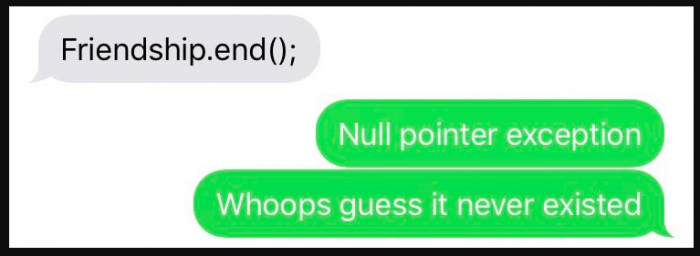 Friendship.end();
Null pointer exception
Whoops guess it never existed